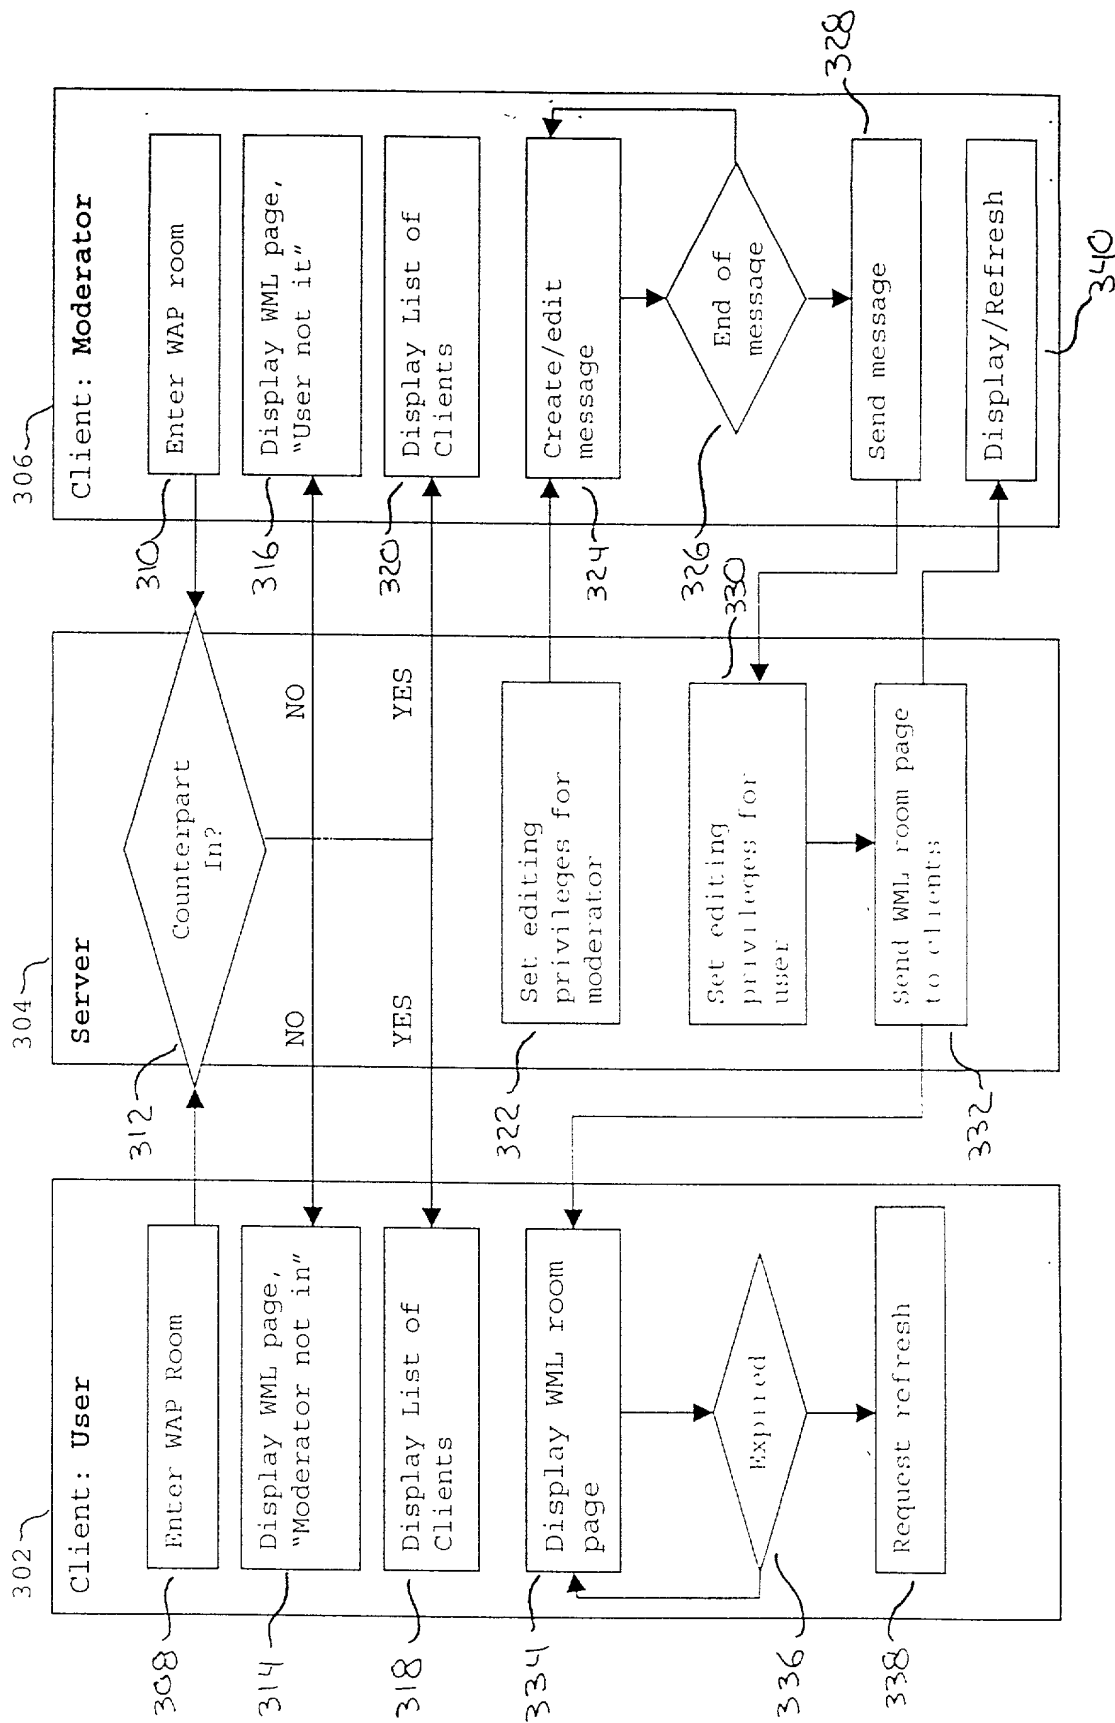 302
Client: User
308
Enter WAP Room
314
Display WML page,
“Moderator not in”
318
Display List of
Clients
334
Display WML room
page
336
Expired
338
Request refresh
304
Server
312
Counterpart
In?
NO
NO
YES
YES
322
Set editing
privileges for
moderator
330
Set editing
privileges for
user
332
Send WML room page
to clients
306
Client: Moderator
310
Enter WAP room
316
Display WML page,
“User not it”
320
Display List of
Clients
324
Create/edit
message
326
End of
message
328
Send message
340
Display/Refresh